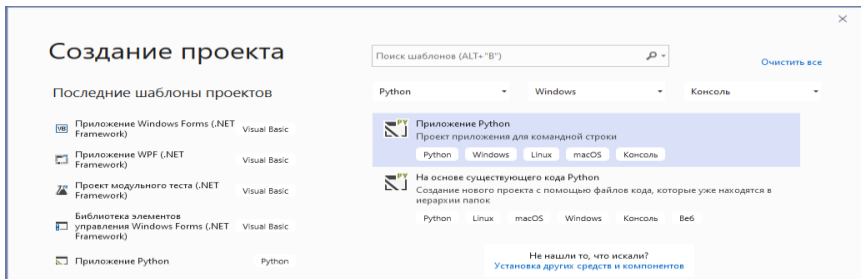 Создание проекта
Последние шаблоны проектов
Приложение Windows Forms (.NET Framework) Visual Basic
Приложение WPF (.NET Framework) Visual Basic
Проект модульного теста (.NET Framework) Visual Basic
Библиотека элементов управления Windows Forms (.NET Framework) Visual Basic
Приложение Python Python
Поиск шаблонов (ALT+"B")
Очистить все
Python Windows Консоль
Приложение Python
Проект приложения для командной строки
Python Windows Linux macOS Консоль
На основе существующего кода Python
Создание нового проекта с помощью файлов кода, которые уже находятся в
иерархии папок
Python Linux macOS Windows Консоль Веб
Не нашли то, что искали?
Установка других средств и компонентов